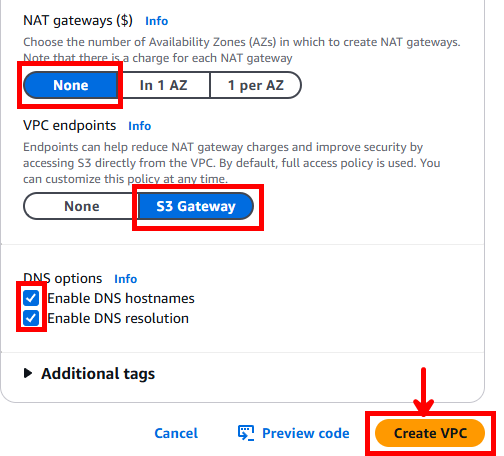 NAT gateways ($) Info
Choose the number of Availability Zones (AZs) in which to create NAT gateways.
Note that there is a charge for each NAT gateway
None In 1 AZ 1 per AZ
VPC endpoints Info
Endpoints can help reduce NAT gateway charges and improve security by
accessing S3 directly from the VPC. By default, full access policy is used. You
can customize this policy at any time.
None S3 Gateway
DNS options Info
Enable DNS hostnames
Enable DNS resolution
Additional tags
Cancel Preview code Create VPC